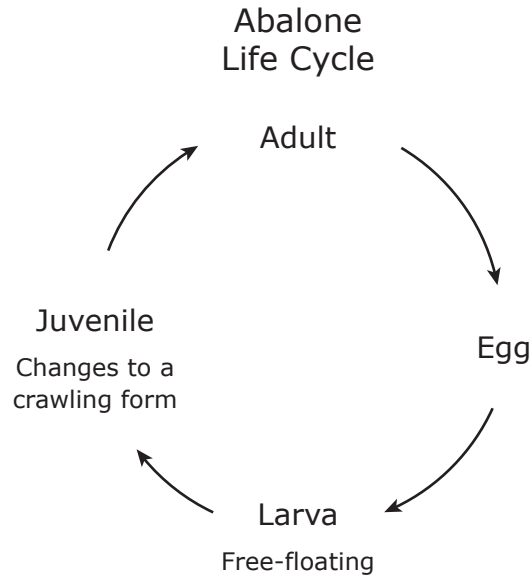 Abalone
Life Cycle
Adult
Egg
Larva
Free-floating
Juvenile
Changes to a
crawling form